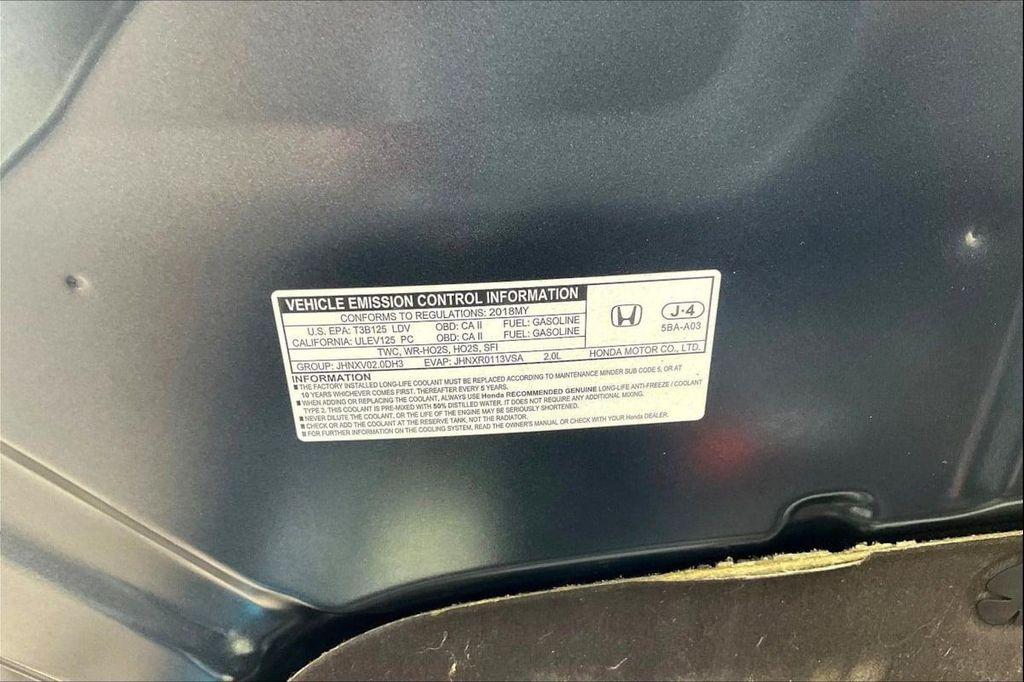 VEHICLE EMISSION CONTROL INFORMATION
CONFORMS TO REGULATIONS: 2018MY
U.S. EPA: T3B125 LDV OBD: CA II FUEL: GASOLINE
CALIFORNIA: ULEV125 PC OBD: CA II FUEL: GASOLINE
TWC, WR-HO2S, HO2S, SFI
GROUP: JHNXV02.0DH3 EVAP: JHNXR0113VSA 2.0L
J-4
5BA-A03
HONDA MOTOR CO., LTD.
INFORMATION
■ THE FACTORY INSTALLED LONG-LIFE COOLANT MUST BE REPLACED ACCORDING TO MAINTENANCE MINDER SUB CODE 5, OR AT
10 YEARS WHICHEVER COMES FIRST. THEREAFTER EVERY 5 YEARS.
■ WHEN ADDING OR REPLACING THE COOLANT, ALWAYS USE Honda RECOMMENDED GENUINE LONG-LIFE ANTI-FREEZE / COOLANT
TYPE 2. THIS COOLANT IS PRE-MIXED WITH 50% DISTILLED WATER. IT DOES NOT REQUIRE ANY ADDITIONAL MIXING.
■ NEVER DILUTE THE COOLANT, OR THE LIFE OF THE ENGINE MAY BE SERIOUSLY SHORTENED.
■ CHECK OR ADD THE COOLANT AT THE RESERVE TANK, NOT THE RADIATOR.
■ FOR FURTHER INFORMATION ON THE COOLING SYSTEM, READ THE OWNER'S MANUAL OR CHECK WITH YOUR Honda DEALER.